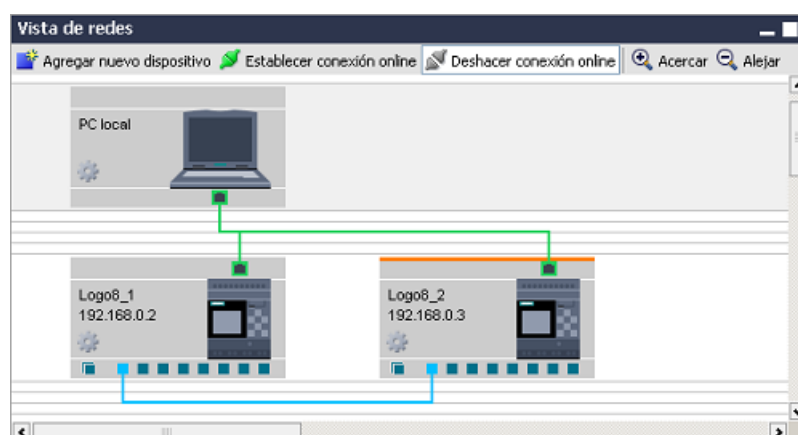 Vista de redes
Agregar nuevo dispositivo Establecer conexión online Deshacer conexión online Acercar Alejar
PC local
Logo8_1
192.168.0.2
Logo8_2
192.168.0.3